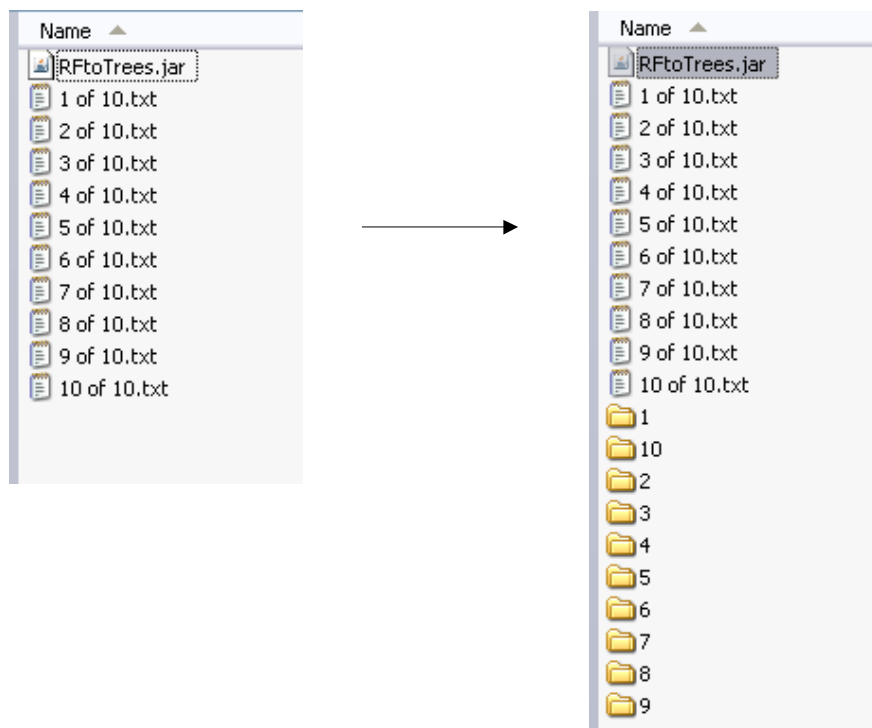 Name
RFtoTrees.jar
1 of 10.txt
2 of 10.txt
3 of 10.txt
4 of 10.txt
5 of 10.txt
6 of 10.txt
7 of 10.txt
8 of 10.txt
9 of 10.txt
10 of 10.txt
Name
RFtoTrees.jar
1 of 10.txt
2 of 10.txt
3 of 10.txt
4 of 10.txt
5 of 10.txt
6 of 10.txt
7 of 10.txt
8 of 10.txt
9 of 10.txt
10 of 10.txt
1
10
2
3
4
5
6
7
8
9